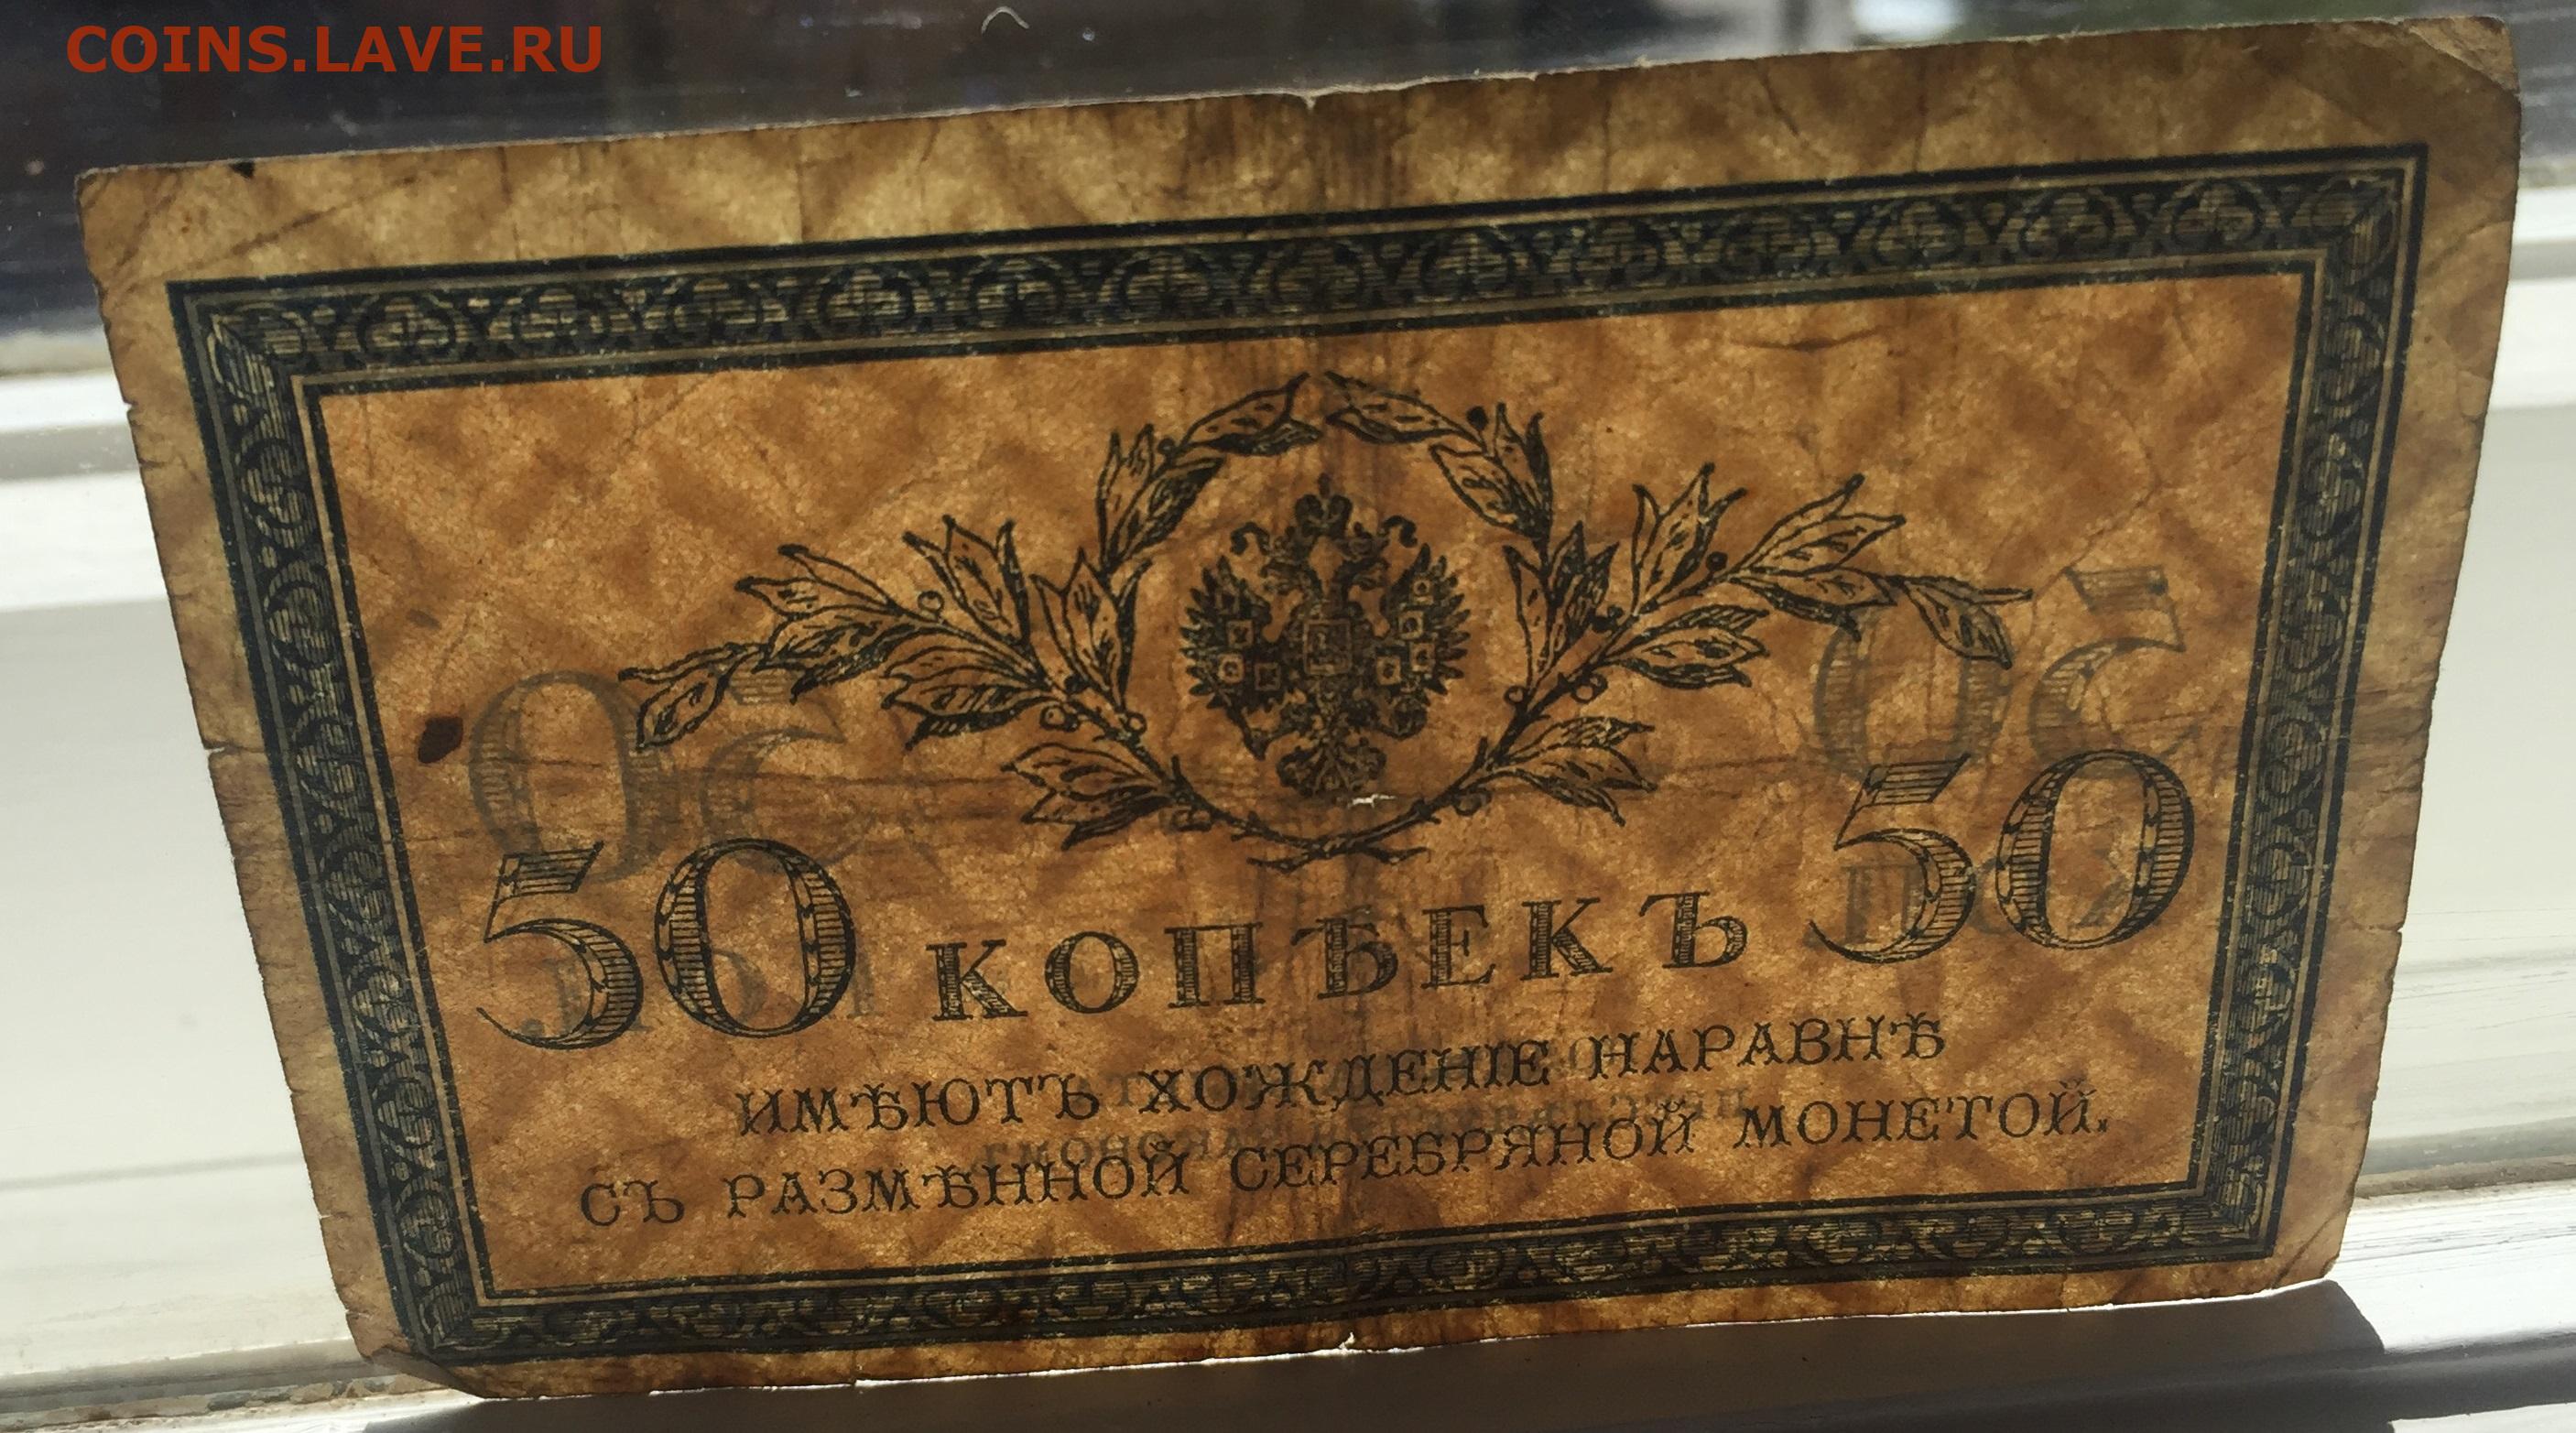 COINS.LAVE.RU
50 КОПѢЕКЪ 50
ИМѢЮТЪ ХОЖДЕНІЕ НАРАВНѢ
СЪ РАЗМѢННОЙ СЕРЕБРЯНОЙ МОНЕТОЙ.